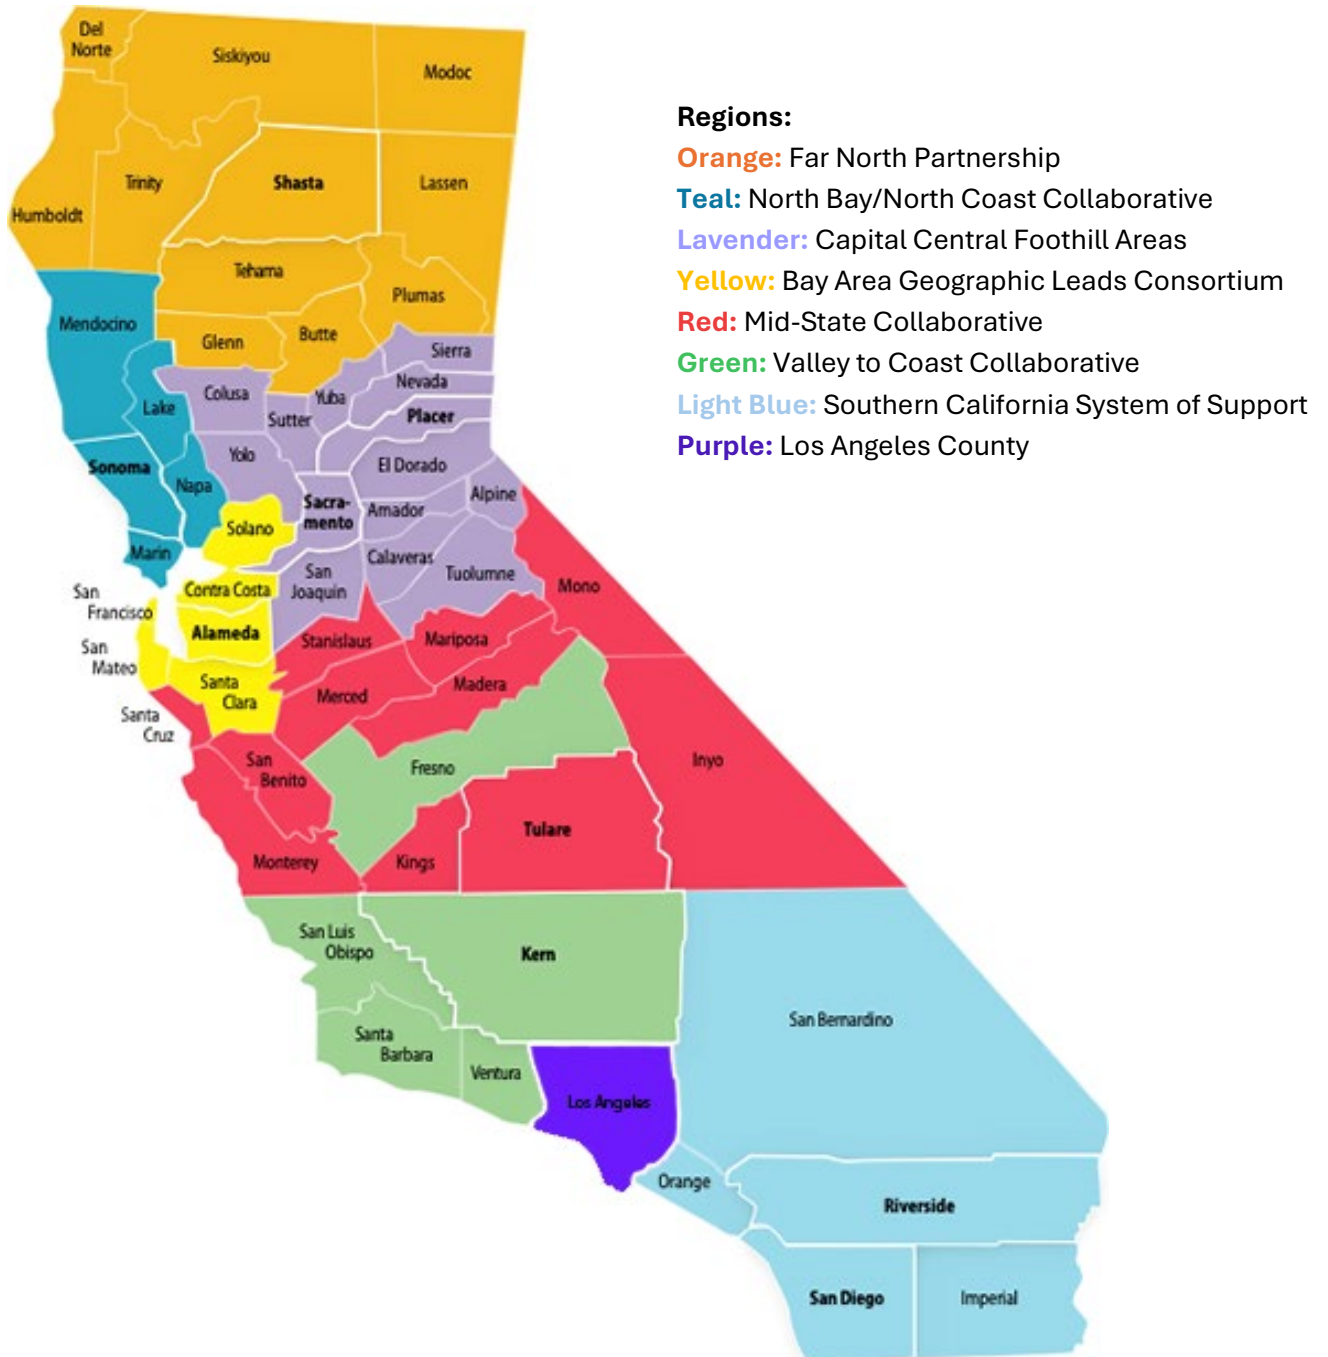 Del
Norte
Siskiyou
Modoc
Regions:
Orange: Far North Partnership
Teal: North Bay/North Coast Collaborative
Lavender: Capital Central Foothill Areas
Yellow: Bay Area Geographic Leads Consortium
Red: Mid-State Collaborative
Green: Valley to Coast Collaborative
Light Blue: Southern California System of Support
Purple: Los Angeles County
Trinity
Shasta
Lassen
Humboldt
Tehama
Plumas
Mendocino
Glenn
Butte
Sierra
Nevada
Colusa
Yuba
Lake
Sutter
Placer
Yolo
Sonoma
El Dorado
Napa
Alpine
Sacra-
mento
Amador
Solano
Marin
Calaveras
Tuolumne
San
Joaquin
Mono
Contra Costa
San
Francisco
Alameda
Stanislaus
Mariposa
San
Mateo
Santa
Clara
Merced
Madera
Santa
Cruz
San
Benito
Fresno
Inyo
Tulare
Monterey
Kings
San Luis
Obispo
Kern
San Bernardino
Santa
Barbara
Ventura
Los Angeles
Orange
Riverside
San Diego
Imperial